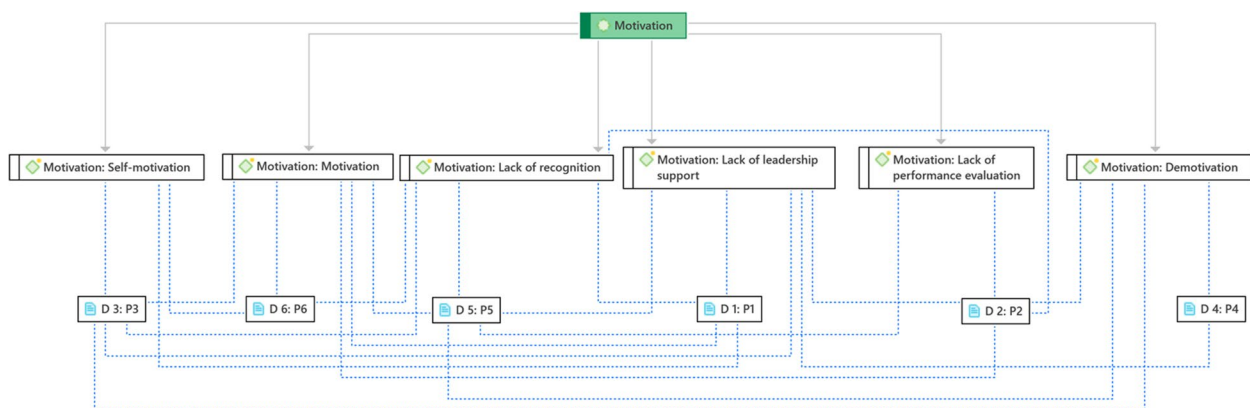 Motivation
Motivation: Self-motivation
Motivation: Motivation
Motivation: Lack of recognition
Motivation: Lack of leadership
support
Motivation: Lack of
performance evaluation
Motivation: Demotivation
D 3: P3
D 6: P6
D 5: P5
D 1: P1
D 2: P2
D 4: P4